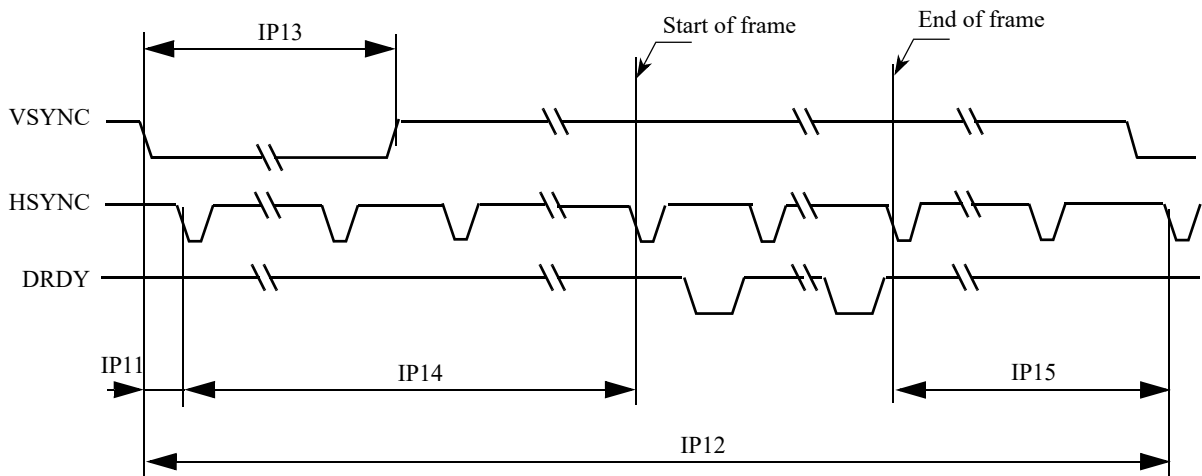 Start of frame
End of frame
IP13
VSYNC
HSYNC
DRDY
IP11
IP14
IP15
IP12